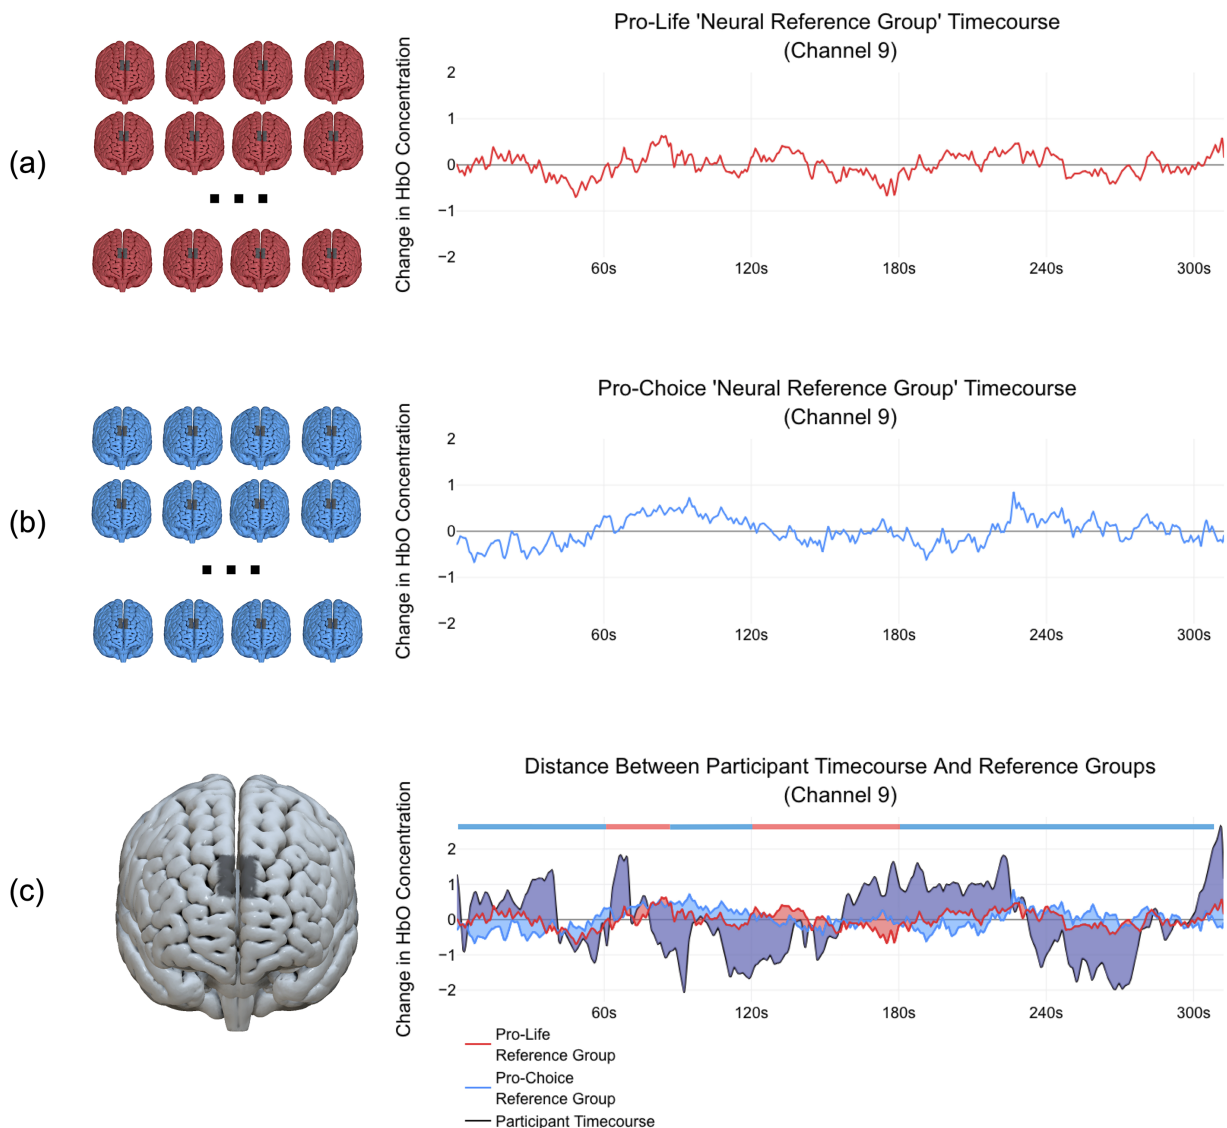 (a)
Pro-Life 'Neural Reference Group' Timecourse
(Channel 9)
Change in HbO Concentration
2
1
0
−1
−2
60s 120s 180s 240s 300s
(b)
Pro-Choice 'Neural Reference Group' Timecourse
(Channel 9)
Change in HbO Concentration
2
1
0
−1
−2
60s 120s 180s 240s 300s
(c)
Distance Between Participant Timecourse And Reference Groups
(Channel 9)
Change in HbO Concentration
2
1
0
−1
−2
60s 120s 180s 240s 300s
Pro-Life
Reference Group
Pro-Choice
Reference Group
Participant Timecourse